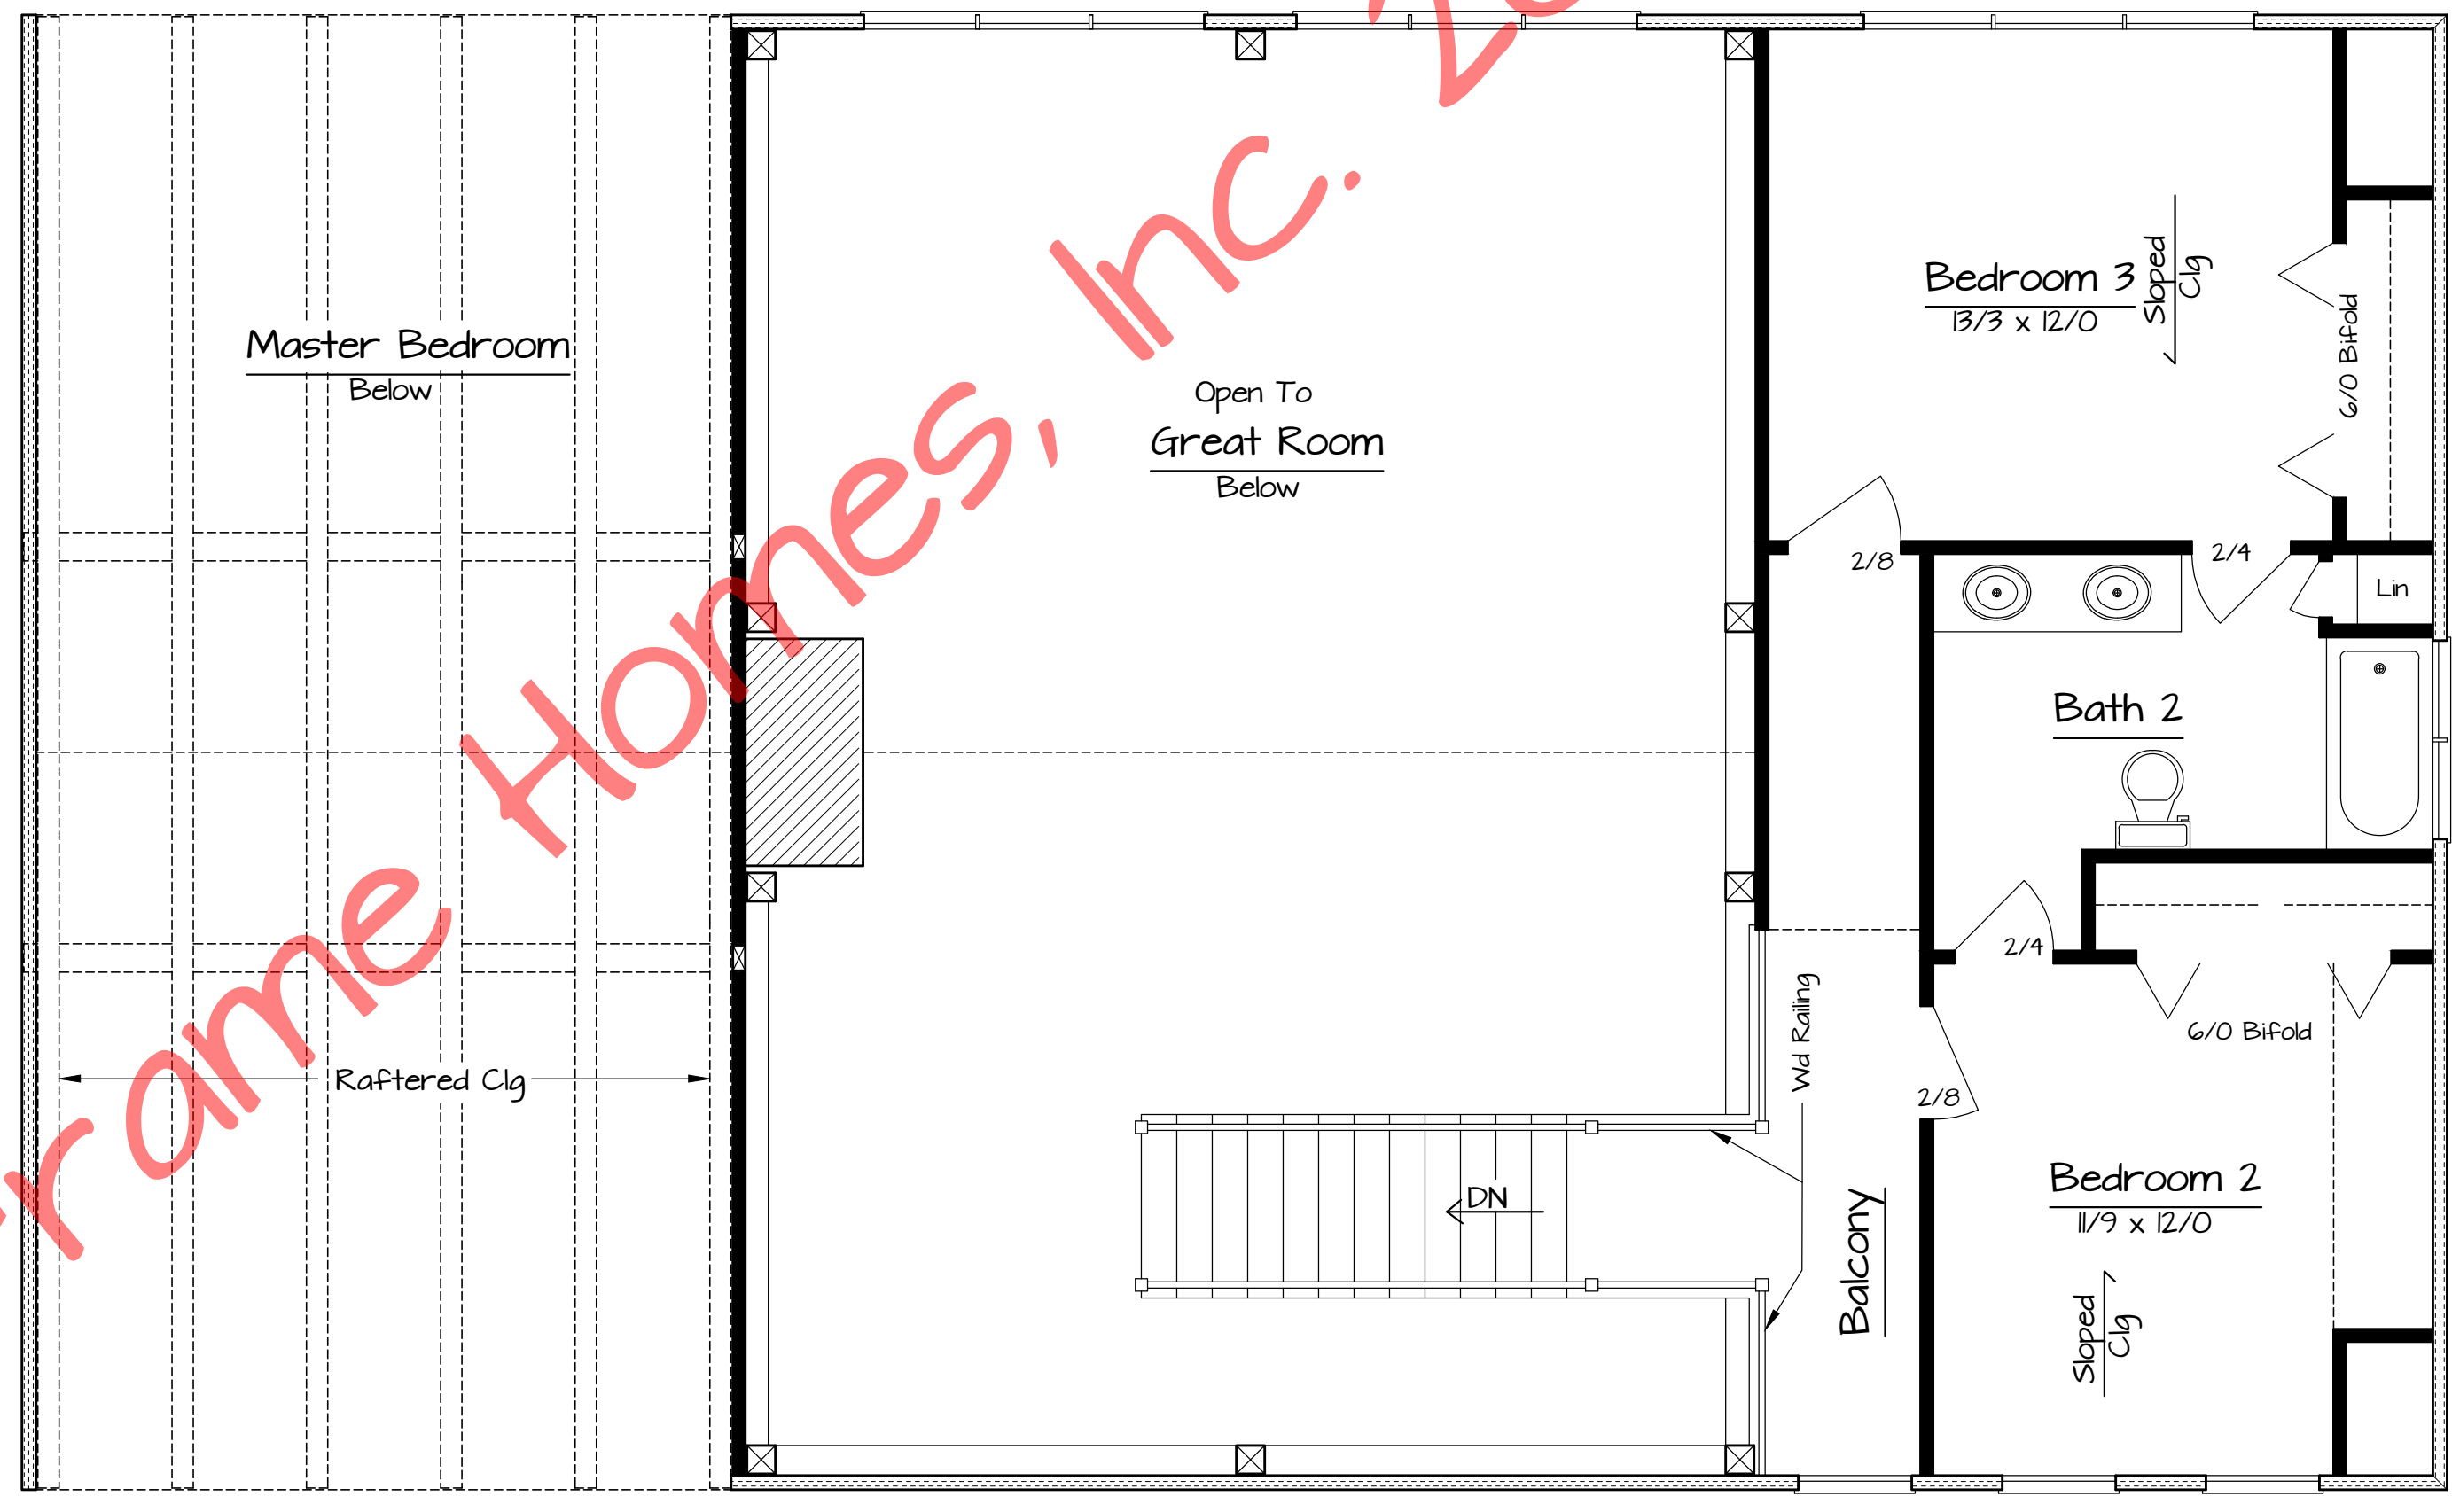 Master Bedroom
Below
Raftered Clg
Open To
Great Room
Below
DN
Wd Railing
Balcony
Bedroom 3
13/3 x 12/0
Sloped
Clg
6/0 Bifold
2/8
2/4
Lin
Bath 2
2/4
6/0 Bifold
2/8
Bedroom 2
11/9 x 12/0
Sloped
Clg
rame Homes, Inc.